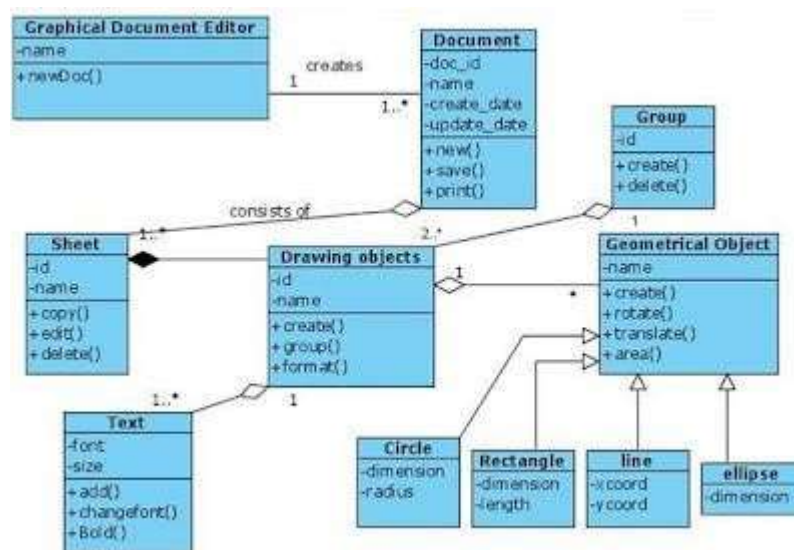 Graphical Document Editor
-name
+newDoc()
creates
1
1..*
Document
-doc_id
-name
-create_date
-update_date
+new()
+save()
+print()
Group
-id
+create()
+delete()
1
2..*
consists of
1..*
Sheet
-id
-name
+copy()
+edit()
+delete()
Drawing objects
-id
-name
+create()
+group()
+format()
1
*
Geometrical Object
-name
+create()
+rotate()
+translate()
+area()
1..*
1
Text
-font
-size
+add()
+changefont()
+Bold()
Circle
-dimension
-radius
Rectangle
-dimension
-length
line
-xcoord
-ycoord
ellipse
-dimension